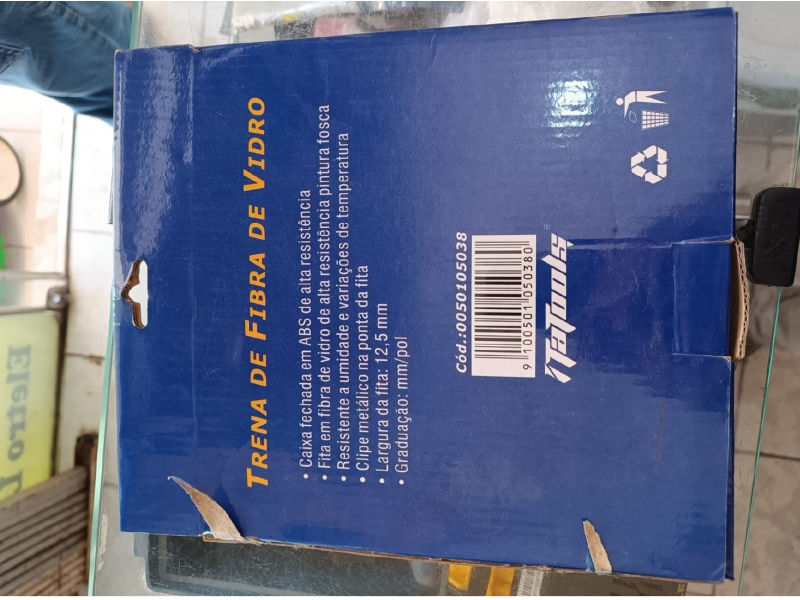 TRENA DE FIBRA DE VIDRO
• Caixa fechada em ABS de alta resistência
• Fita em fibra de vidro de alta resistência pintura fosca
• Resistente a umidade e variações de temperatura
• Clipe metálico na ponta da fita
• Largura da fita: 12,5 mm
• Graduação: mm/pol
Cód.:0050105038
9 100501 050380
NaTools®
Eletro